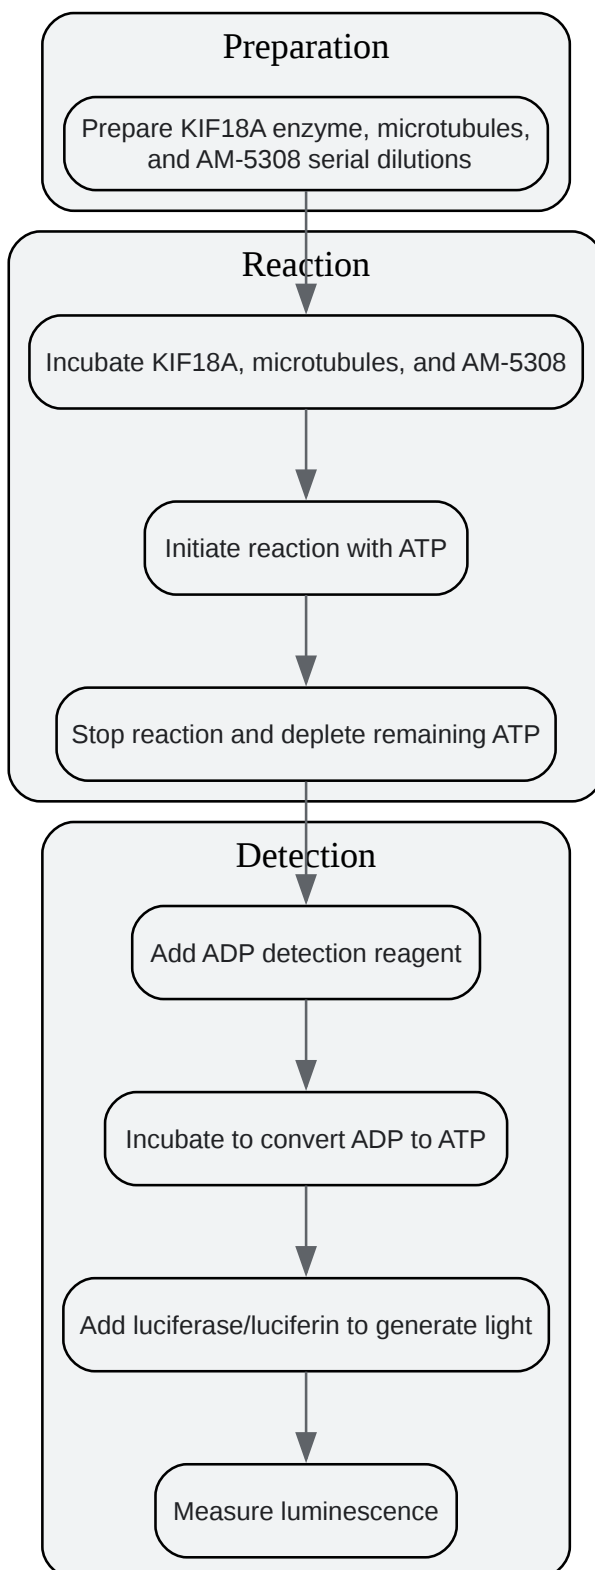 Preparation
Prepare KIF18A enzyme, microtubules,
and AM-5308 serial dilutions
Reaction
Incubate KIF18A, microtubules, and AM-5308
Initiate reaction with ATP
Stop reaction and deplete remaining ATP
Detection
Add ADP detection reagent
Incubate to convert ADP to ATP
Add luciferase/luciferin to generate light
Measure luminescence